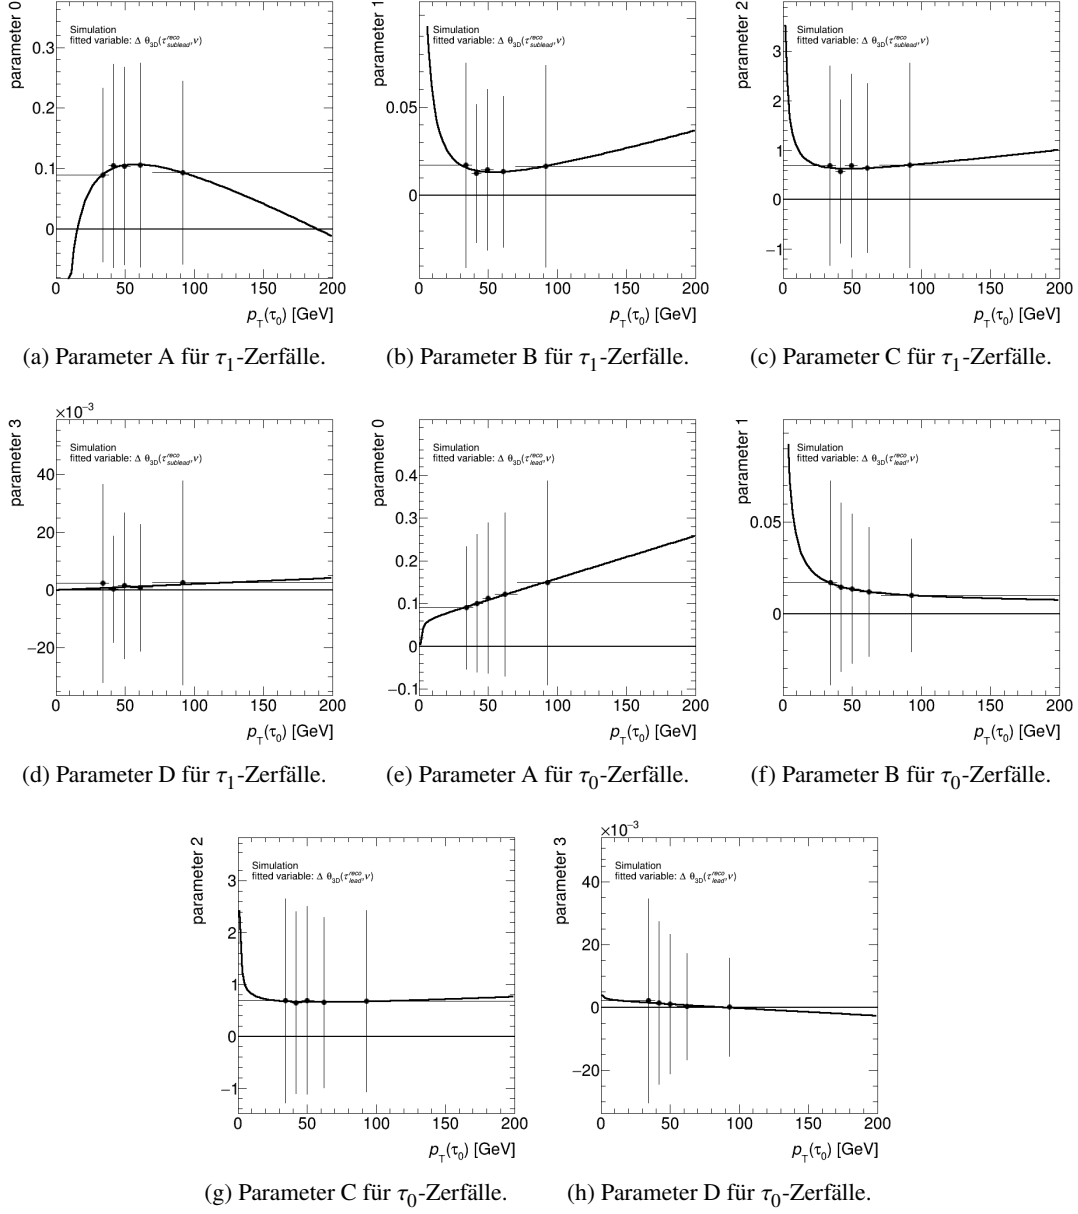 parameter 0
0.3
0.2
0.1
0
Simulation
fitted variable: Δ θ3D(τ^reco_sublead,ν)
0 50 100 150 200
pT(τ0) [GeV]
(a) Parameter A für τ1-Zerfälle.
parameter 1
0.05
0
Simulation
fitted variable: Δ θ3D(τ^reco_sublead,ν)
0 50 100 150 200
pT(τ0) [GeV]
(b) Parameter B für τ1-Zerfälle.
parameter 2
3
2
1
0
−1
Simulation
fitted variable: Δ θ3D(τ^reco_sublead,ν)
0 50 100 150 200
pT(τ0) [GeV]
(c) Parameter C für τ1-Zerfälle.
×10−3
parameter 3
40
20
0
−20
Simulation
fitted variable: Δ θ3D(τ^reco_sublead,ν)
0 50 100 150 200
pT(τ0) [GeV]
(d) Parameter D für τ1-Zerfälle.
parameter 0
0.4
0.3
0.2
0.1
0
−0.1
Simulation
fitted variable: Δ θ3D(τ^reco_lead,ν)
0 50 100 150 200
pT(τ0) [GeV]
(e) Parameter A für τ0-Zerfälle.
parameter 1
0.05
0
Simulation
fitted variable: Δ θ3D(τ^reco_lead,ν)
0 50 100 150 200
pT(τ0) [GeV]
(f) Parameter B für τ0-Zerfälle.
parameter 2
3
2
1
0
−1
Simulation
fitted variable: Δ θ3D(τ^reco_lead,ν)
0 50 100 150 200
pT(τ0) [GeV]
(g) Parameter C für τ0-Zerfälle.
×10−3
parameter 3
40
20
0
−20
Simulation
fitted variable: Δ θ3D(τ^reco_lead,ν)
0 50 100 150 200
pT(τ0) [GeV]
(h) Parameter D für τ0-Zerfälle.